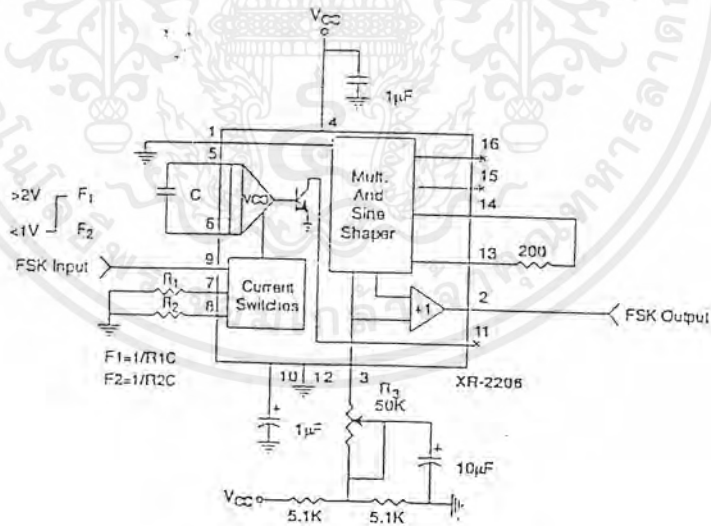 VCC
1µF
1
4
5
16
15
14
13
200
Mult.
And
Sine
Shaper
C
VCO
6
>2V F1
<1V F2
FSK Input
9
R1
7
R2
8
Current
Switches
+1
2
FSK Output
11
F1=1/R1C
F2=1/R2C
10
12
3
XR-2206
R3
50K
1µF
10µF
VCC
5.1K
5.1K